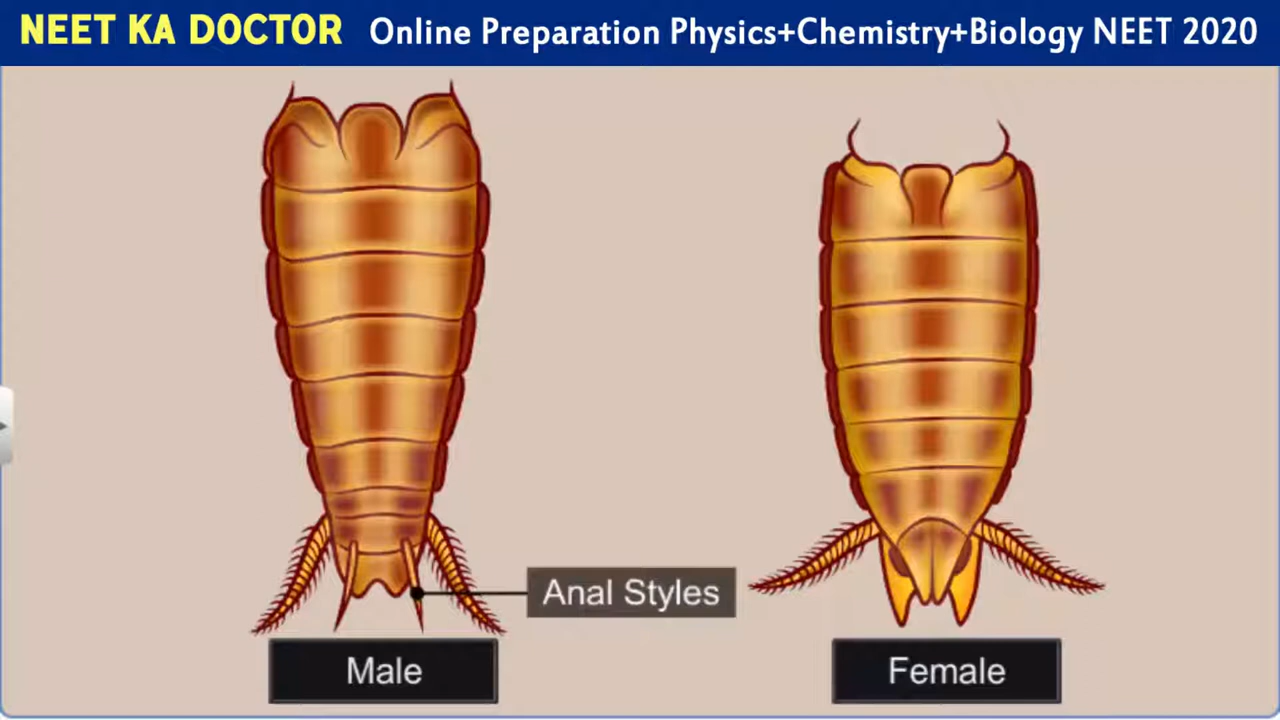 NEET KA DOCTOR Online Preparation Physics+Chemistry+Biology NEET 2020
Anal Styles
Male
Female